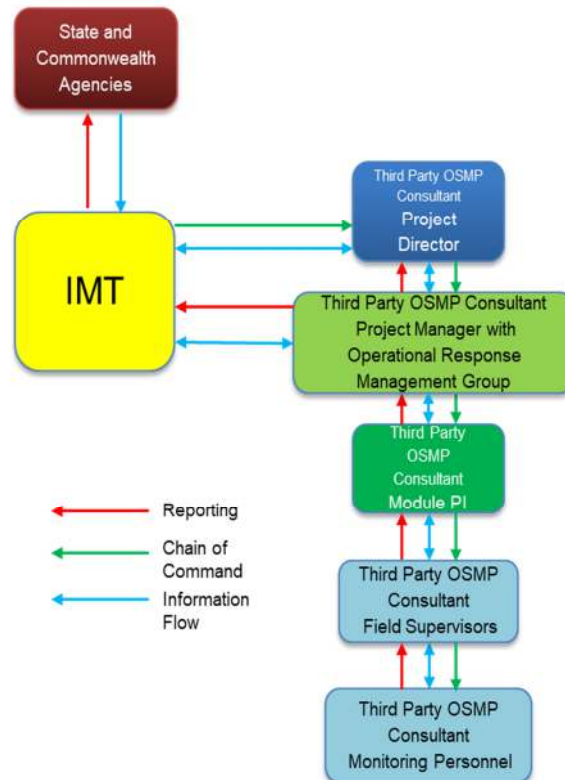 State and
Commonwealth
Agencies
Third Party OSMP
Consultant
Project
Director
IMT
Third Party OSMP Consultant
Project Manager with
Operational Response
Management Group
Third Party
OSMP
Consultant
Module PI
Reporting
Chain of
Command
Information
Flow
Third Party OSMP
Consultant
Field Supervisors
Third Party OSMP
Consultant
Monitoring Personnel